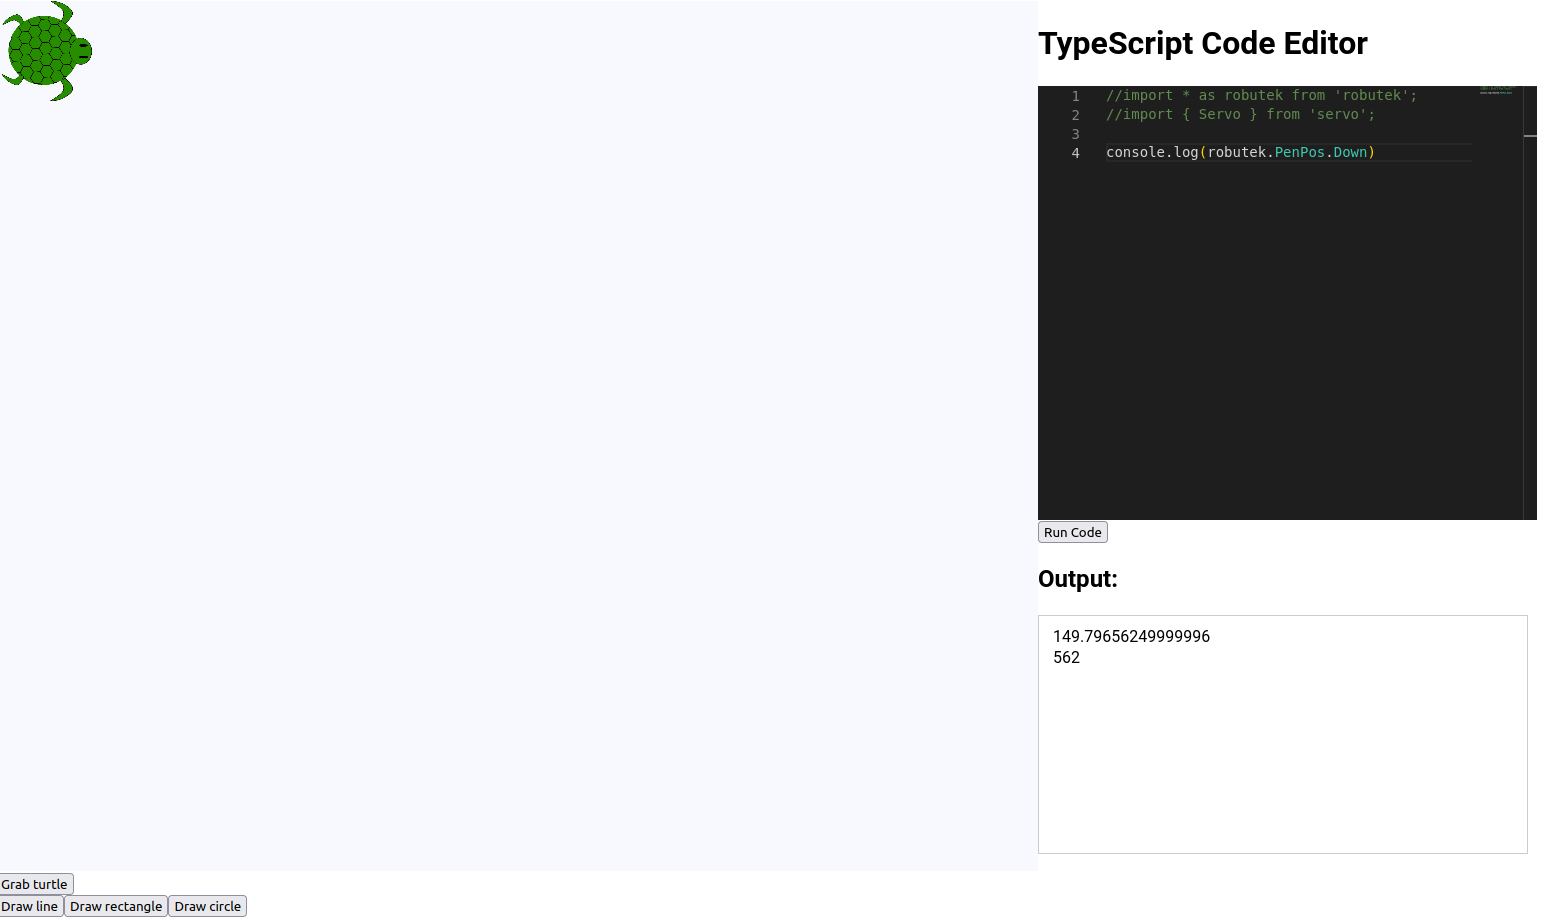 TypeScript Code Editor
1 //import * as robutek from 'robutek';
2 //import { Servo } from 'servo';
3
4 console.log(robutek.PenPos.Down)
Run Code
Output:
149.79656249999996
562
Grab turtle
Draw line Draw rectangle Draw circle